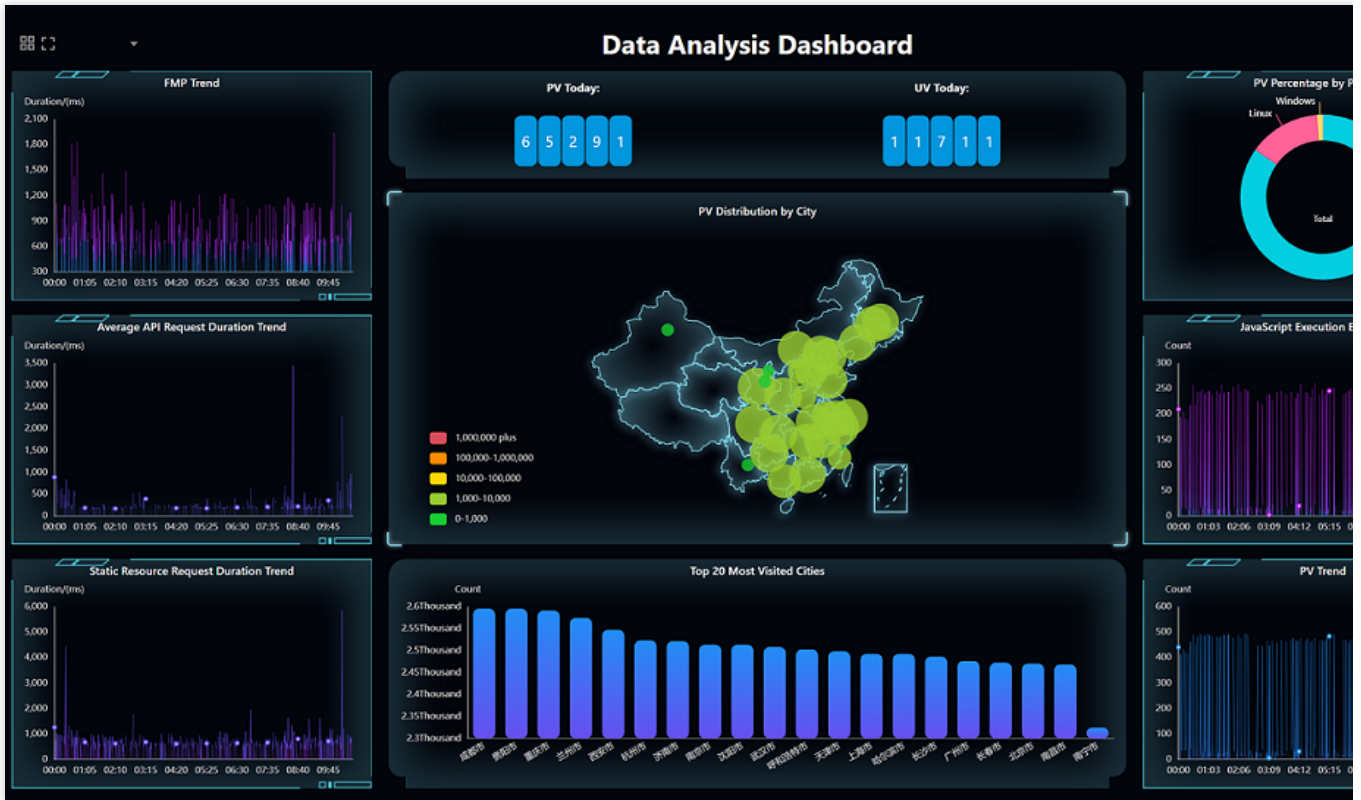 Data Analysis Dashboard
FMP Trend
Duration/(ms)
2,100
1,800
1,500
1,200
900
600
300
00:00 01:05 02:10 03:15 04:20 05:25 06:30 07:35 08:40 09:45
Average API Request Duration Trend
Duration/(ms)
3,500
3,000
2,500
2,000
1,500
1,000
500
0
00:00 01:05 02:10 03:15 04:20 05:25 06:30 07:35 08:40 09:45
Static Resource Request Duration Trend
Duration/(ms)
6,000
5,000
4,000
3,000
2,000
1,000
0
00:00 01:05 02:10 03:15 04:20 05:25 06:30 07:35 08:40 09:45
PV Today:
6 5 2 9 1
UV Today:
1 1 7 1 1
PV Distribution by City
1,000,000 plus
100,000-1,000,000
10,000-100,000
1,000-10,000
0-1,000
Top 20 Most Visited Cities
Count
2.6Thousand
2.55Thousand
2.5Thousand
2.45Thousand
2.4Thousand
2.35Thousand
2.3Thousand
成都市 贵阳市 重庆市 兰州市 西安市 杭州市 济南市 南京市 沈阳市 武汉市 呼和浩特市 天津市 上海市 哈尔滨市 长沙市 广州市 长春市 北京市 南昌市 南宁市
PV Percentage by P
Windows
Linux
Total
JavaScript Execution E
Count
300
250
200
150
100
50
0
00:00 01:03 02:06 03:09 04:12 05:15 0
PV Trend
Count
600
500
400
300
200
100
0
00:00 01:03 02:06 03:09 04:12 05:15 0